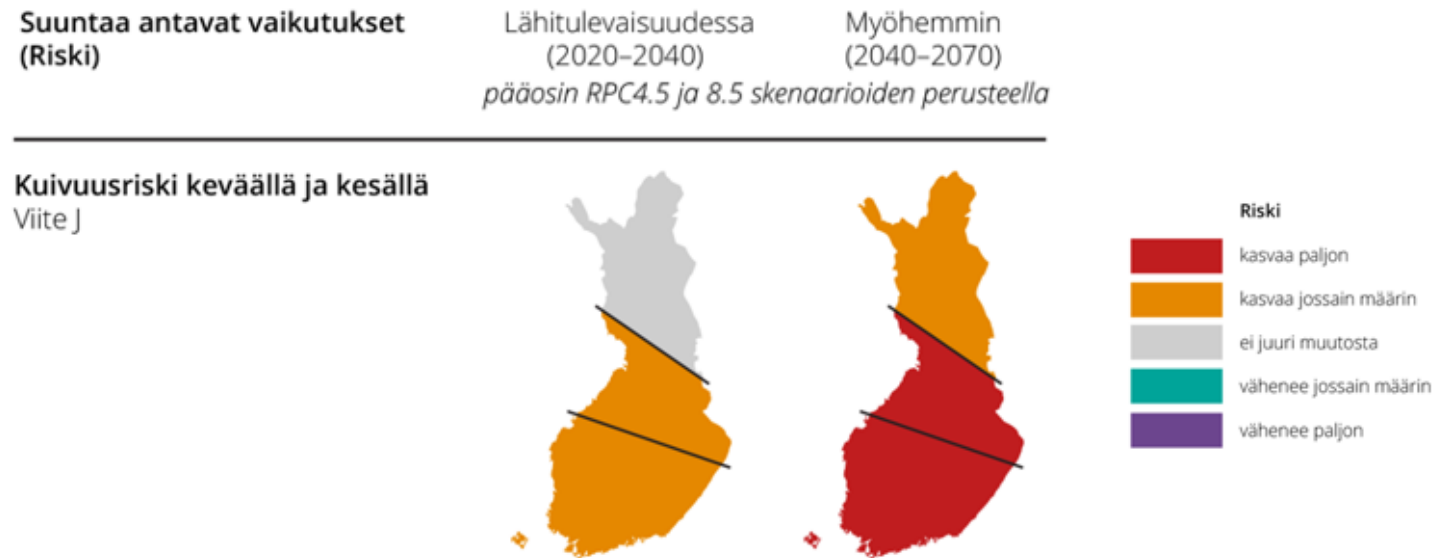 Suuntaa antavat vaikutukset
(Riski)
Lähitulevaisuudessa
(2020–2040)
Myöhemmin
(2040–2070)
pääosin RPC4.5 ja 8.5 skenaarioiden perusteella
Kuivuusriski keväällä ja kesällä
Viite J
Riski
kasvaa paljon
kasvaa jossain määrin
ei juuri muutosta
vähenee jossain määrin
vähenee paljon